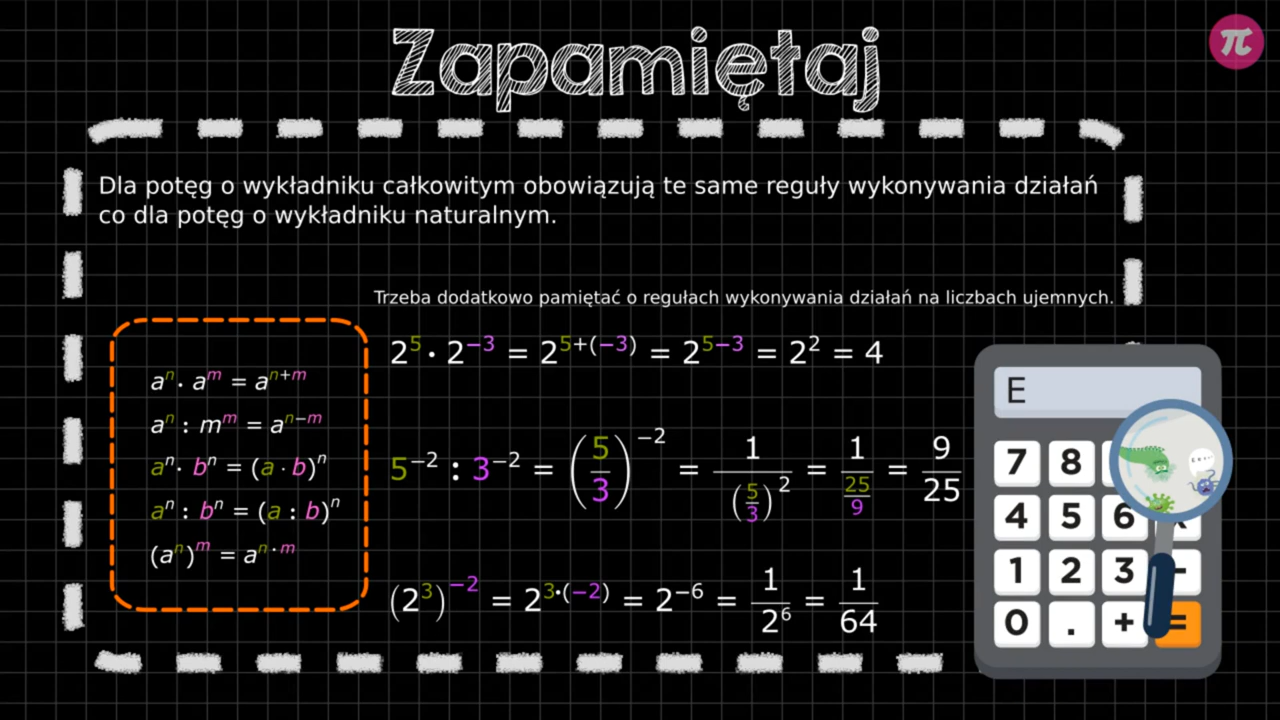 Zapamiętaj
π
Dla potęg o wykładniku całkowitym obowiązują te same reguły wykonywania działań
co dla potęg o wykładniku naturalnym.
Trzeba dodatkowo pamiętać o regułach wykonywania działań na liczbach ujemnych.
aⁿ · aᵐ = aⁿ⁺ᵐ
aⁿ : mᵐ = aⁿ⁻ᵐ
aⁿ · bⁿ = (a · b)ⁿ
aⁿ : bⁿ = (a : b)ⁿ
(aⁿ)ᵐ = a^(n·m)
2⁵ · 2⁻³ = 2⁵⁺⁽⁻³⁾ = 2⁵⁻³ = 2² = 4
5⁻² : 3⁻² = (5/3)⁻² = 1/(5/3)² = 1/(25/9) = 9/25
(2³)⁻² = 2^(3·(−2)) = 2⁻⁶ = 1/2⁶ = 1/64
E
7 8
4 5 6 x
1 2 3 −
0 . + =